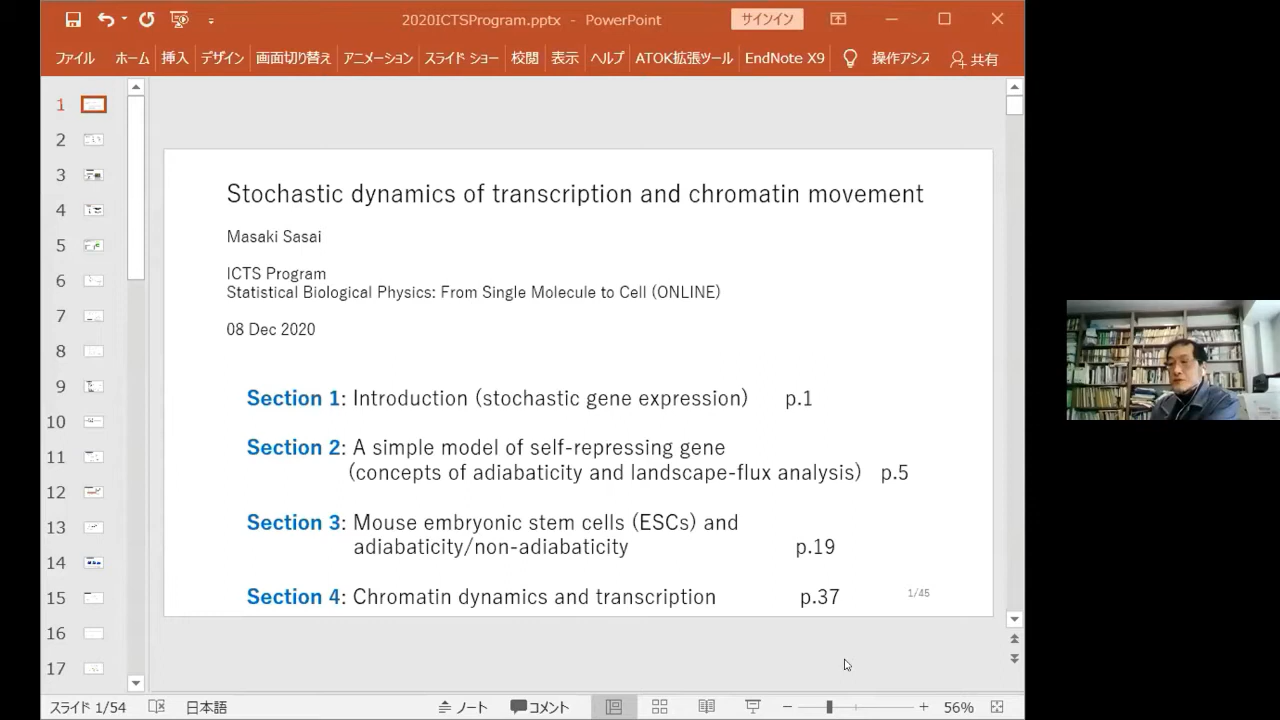 2020ICTSProgram.pptx - PowerPoint
サインイン
ファイル ホーム 挿入 デザイン 画面切り替え アニメーション スライド ショー 校閲 表示 ヘルプ ATOK拡張ツール EndNote X9 操作アシス 共有
1
2
3
4
5
6
7
8
9
10
11
12
13
14
15
16
17
Stochastic dynamics of transcription and chromatin movement
Masaki Sasai
ICTS Program
Statistical Biological Physics: From Single Molecule to Cell (ONLINE)
08 Dec 2020
Section 1: Introduction (stochastic gene expression) p.1
Section 2: A simple model of self-repressing gene
(concepts of adiabaticity and landscape-flux analysis) p.5
Section 3: Mouse embryonic stem cells (ESCs) and
adiabaticity/non-adiabaticity p.19
Section 4: Chromatin dynamics and transcription p.37
1/45
スライド 1/54 日本語 ノート コメント 56%